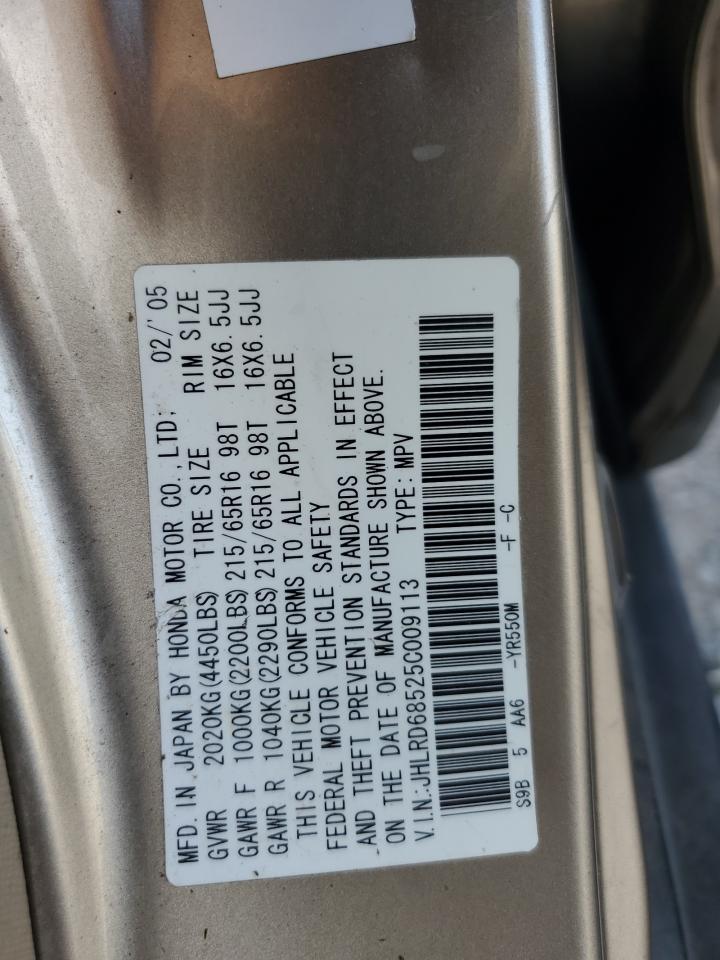 MFD. IN JAPAN BY HONDA MOTOR CO., LTD; 02/'05
GVWR 2020KG(4450LBS) TIRE SIZE RIM SIZE
GAWR F 1000KG(2200LBS)215/65R16 98T 16X6.5JJ
GAWR R 1040KG(2290LBS)215/65R16 98T 16X6.5JJ
THIS VEHICLE CONFORMS TO ALL APPLICABLE
FEDERAL MOTOR VEHICLE SAFETY
AND THEFT PREVENTION STANDARDS IN EFFECT
ON THE DATE OF MANUFACTURE SHOWN ABOVE.
V.I.N:JHLRD68525C009113 TYPE:MPV
S9B 5 AA6 -YR550M -F -C